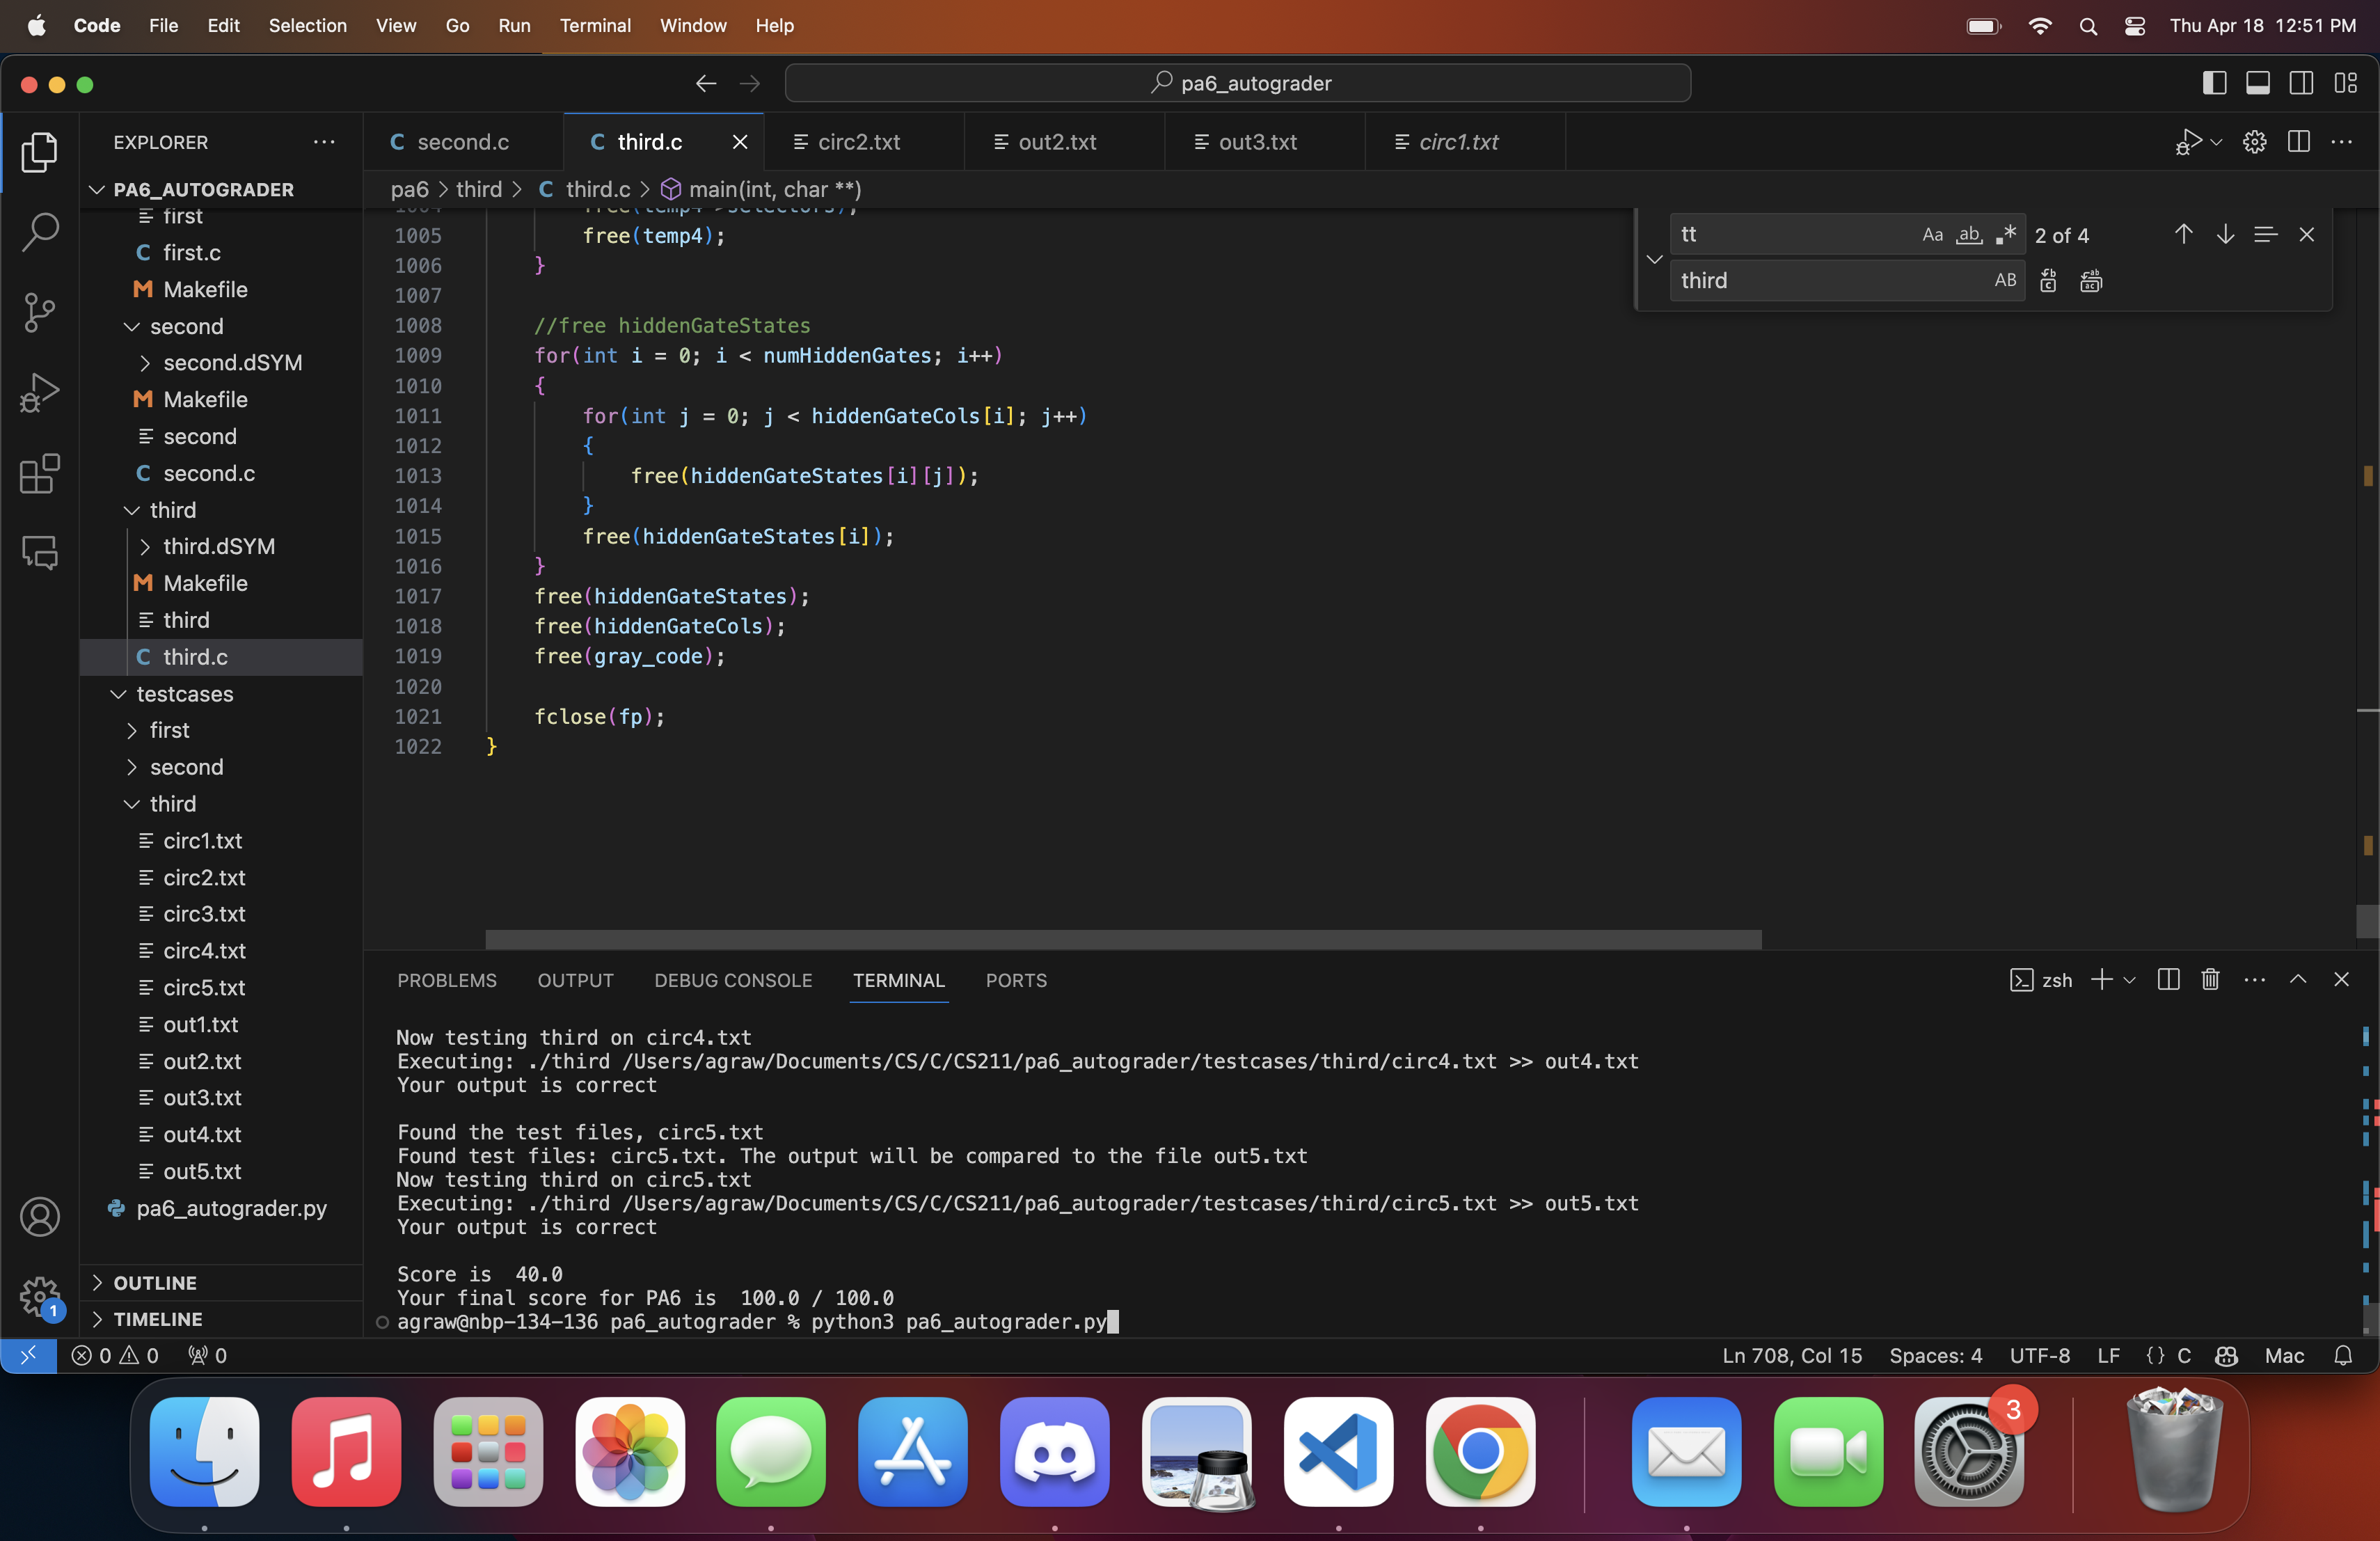 Code File Edit Selection View Go Run Terminal Window Help Thu Apr 18 12:51 PM
pa6_autograder
EXPLORER
second.c third.c circ2.txt out2.txt out3.txt circ1.txt
PA6_AUTOGRADER
first
first.c
Makefile
second
second.dSYM
Makefile
second
second.c
third
third.dSYM
Makefile
third
third.c
testcases
first
second
third
circ1.txt
circ2.txt
circ3.txt
circ4.txt
circ5.txt
out1.txt
out2.txt
out3.txt
out4.txt
out5.txt
pa6_autograder.py
OUTLINE
TIMELINE
1
pa6 > third > C third.c > main(int, char **)
tt Aa ab .* 2 of 4
third AB
1004 free(temp4->selectors);
1005 free(temp4);
1006 }
1007
1008 //free hiddenGateStates
1009 for(int i = 0; i < numHiddenGates; i++)
1010 {
1011 for(int j = 0; j < hiddenGateCols[i]; j++)
1012 {
1013 free(hiddenGateStates[i][j]);
1014 }
1015 free(hiddenGateStates[i]);
1016 }
1017 free(hiddenGateStates);
1018 free(hiddenGateCols);
1019 free(gray_code);
1020
1021 fclose(fp);
1022 }
PROBLEMS OUTPUT DEBUG CONSOLE TERMINAL PORTS zsh
Now testing third on circ4.txt
Executing: ./third /Users/agraw/Documents/CS/C/CS211/pa6_autograder/testcases/third/circ4.txt >> out4.txt
Your output is correct
Found the test files, circ5.txt
Found test files: circ5.txt. The output will be compared to the file out5.txt
Now testing third on circ5.txt
Executing: ./third /Users/agraw/Documents/CS/C/CS211/pa6_autograder/testcases/third/circ5.txt >> out5.txt
Your output is correct
Score is  40.0
Your final score for PA6 is  100.0 / 100.0
agraw@nbp-134-136 pa6_autograder % python3 pa6_autograder.py
0 0 0 Ln 708, Col 15 Spaces: 4 UTF-8 LF {} C Mac
3